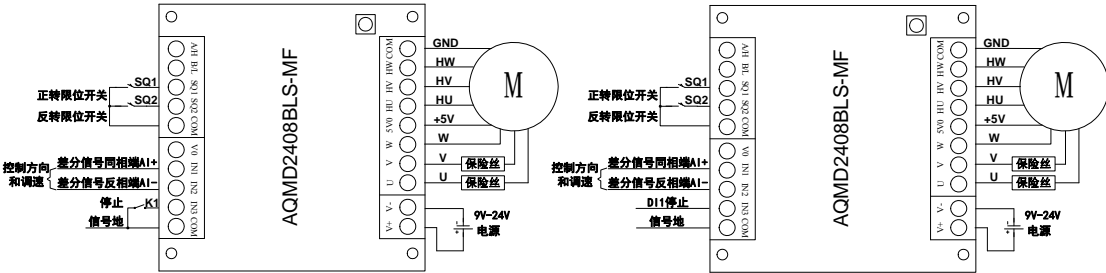 AQMD2408BLS-MF
A/H
B/L
SQ1
SQ2
COM
V0
IN1
IN2
IN3
COM
COM
HW
HV
HU
5V0
W
V
U
V-
V+
SQ1
正转限位开关
SQ2
反转限位开关
控制方向
和调速
差分信号同相端AI+
差分信号反相端AI-
停止
K1
信号地
GND
HW
HV
HU
+5V
W
V
保险丝
U
保险丝
M
9V-24V
电源
AQMD2408BLS-MF
A/H
B/L
SQ1
SQ2
COM
V0
IN1
IN2
IN3
COM
COM
HW
HV
HU
5V0
W
V
U
V-
V+
SQ1
正转限位开关
SQ2
反转限位开关
控制方向
和调速
差分信号同相端AI+
差分信号反相端AI-
DI1停止
信号地
GND
HW
HV
HU
+5V
W
V
保险丝
U
保险丝
M
9V-24V
电源